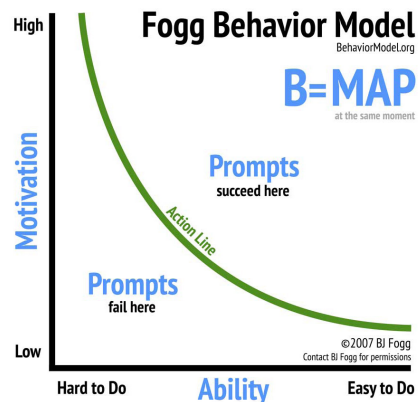 High
Fogg Behavior Model
BehaviorModel.org
B=MAP
at the same moment
Motivation
Prompts
succeed here
Action Line
Prompts
fail here
Low
©2007 BJ Fogg
Contact BJ Fogg for permissions
Hard to Do
Ability
Easy to Do